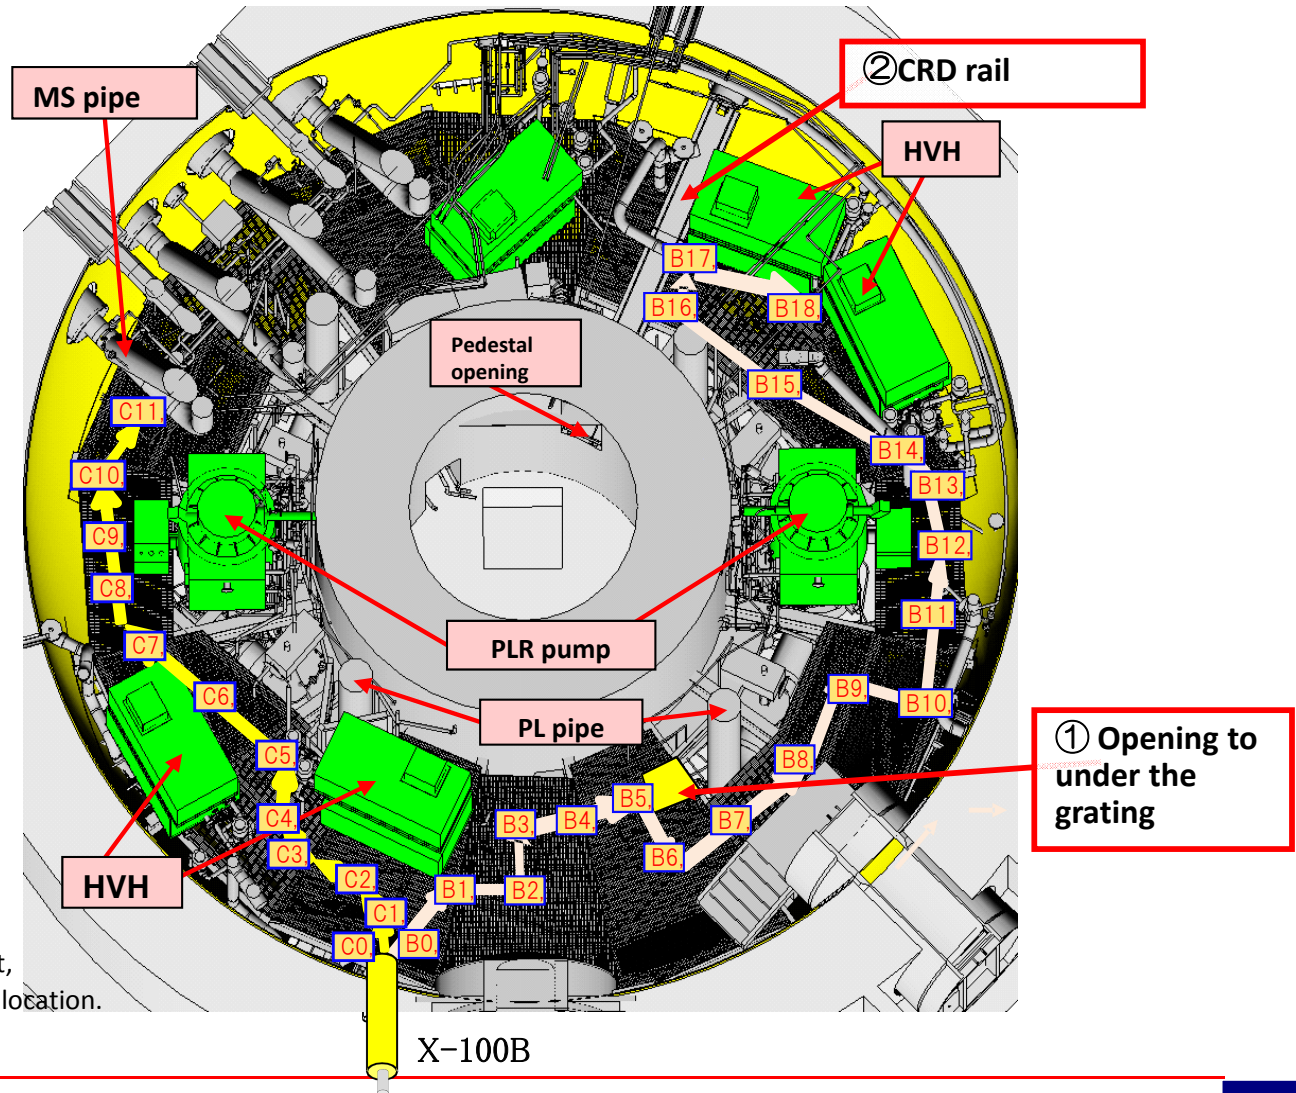 ②CRD rail
MS pipe
HVH
B17,
B16,
B18,
Pedestal
opening
B15,
C11,
B14,
C10,
B13,
C9,
B12,
C8,
B11,
C7,
PLR pump
C6,
B9,
B10,
PL pipe
① Opening to
under the
grating
C5,
B8,
B5,
C4,
B3,
B4,
B7,
C3,
B6,
HVH
C2,
B1,
B2,
C1,
C0,
B0,
t,
location.
X-100B